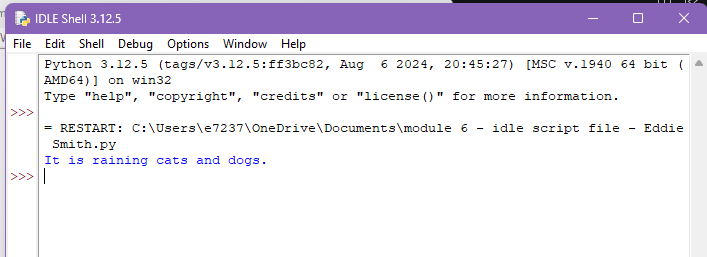 IDLE Shell 3.12.5
File Edit Shell Debug Options Window Help
Python 3.12.5 (tags/v3.12.5:ff3bc82, Aug  6 2024, 20:45:27) [MSC v.1940 64 bit (
AMD64)] on win32
Type "help", "copyright", "credits" or "license()" for more information.
>>>
= RESTART: C:\Users\e7237\OneDrive\Documents\module 6 - idle script file - Eddie
 Smith.py
It is raining cats and dogs.
>>>